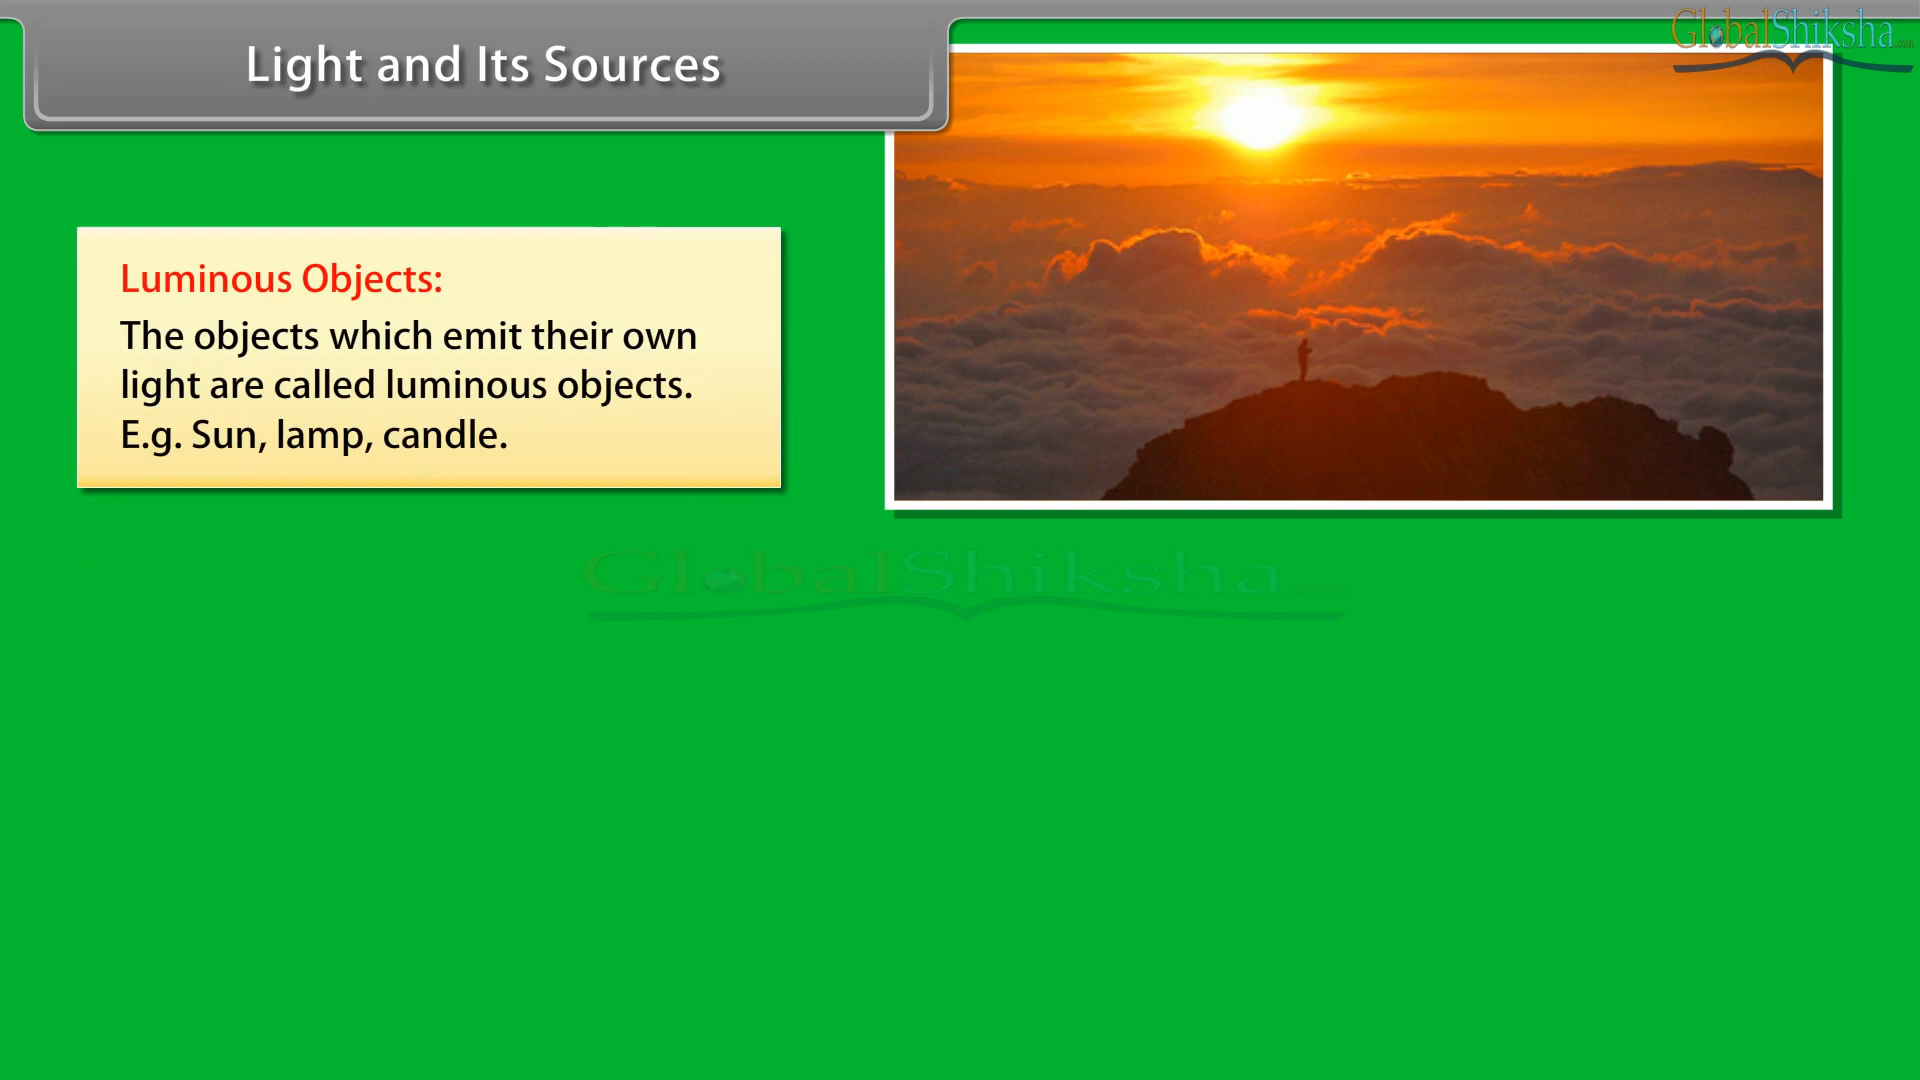 Light and Its Sources
GlobalShiksha.com
Luminous Objects:
The objects which emit their own
light are called luminous objects.
E.g. Sun, lamp, candle.
GlobalShiksha